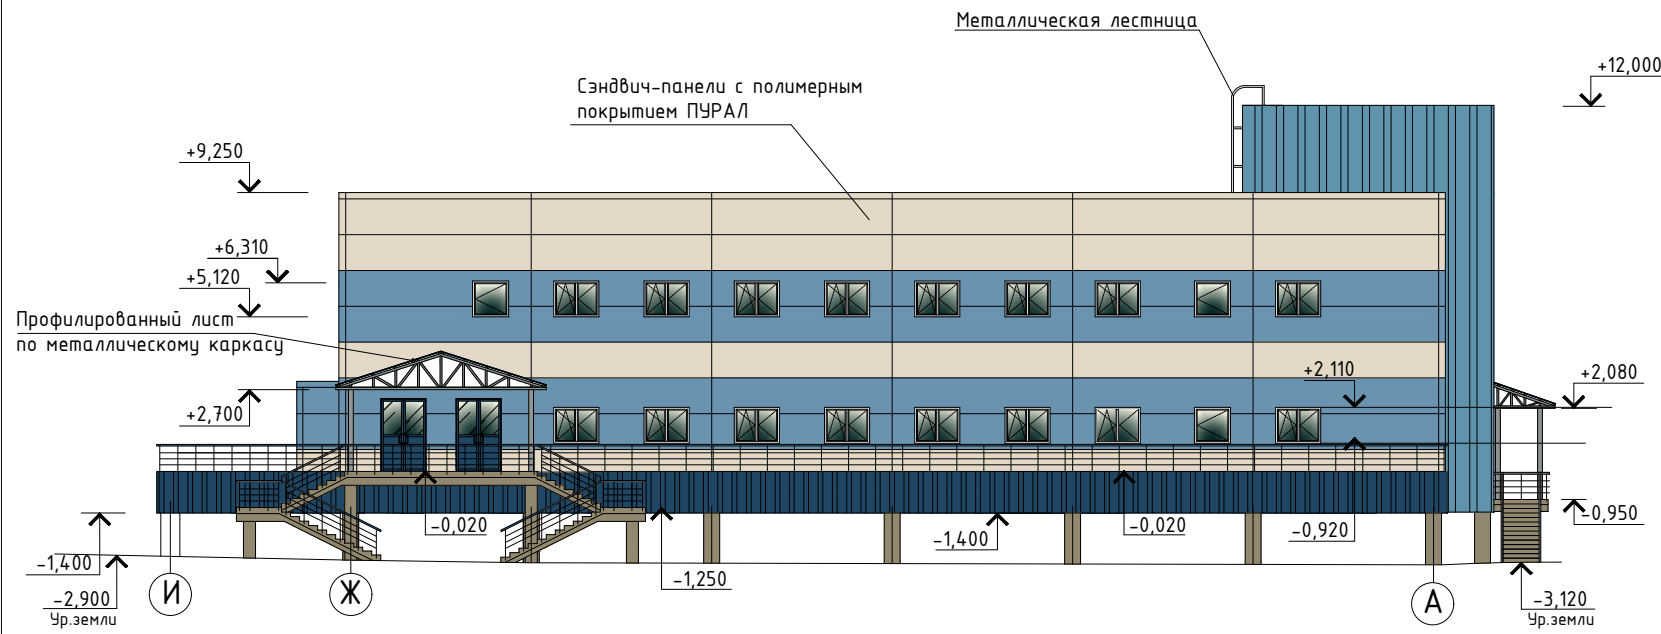 Металлическая лестница
+12,000
Сэндвич-панели с полимерным
покрытием ПУРАЛ
+9,250
+6,310
+5,120
Профилированный лист
по металлическому каркасу
+2,110
+2,080
+2,700
-0,020
-1,400
-0,020
-0,920
-0,950
-1,400
-1,250
-2,900
Ур.земли
И
Ж
А
-3,120
Ур.земли